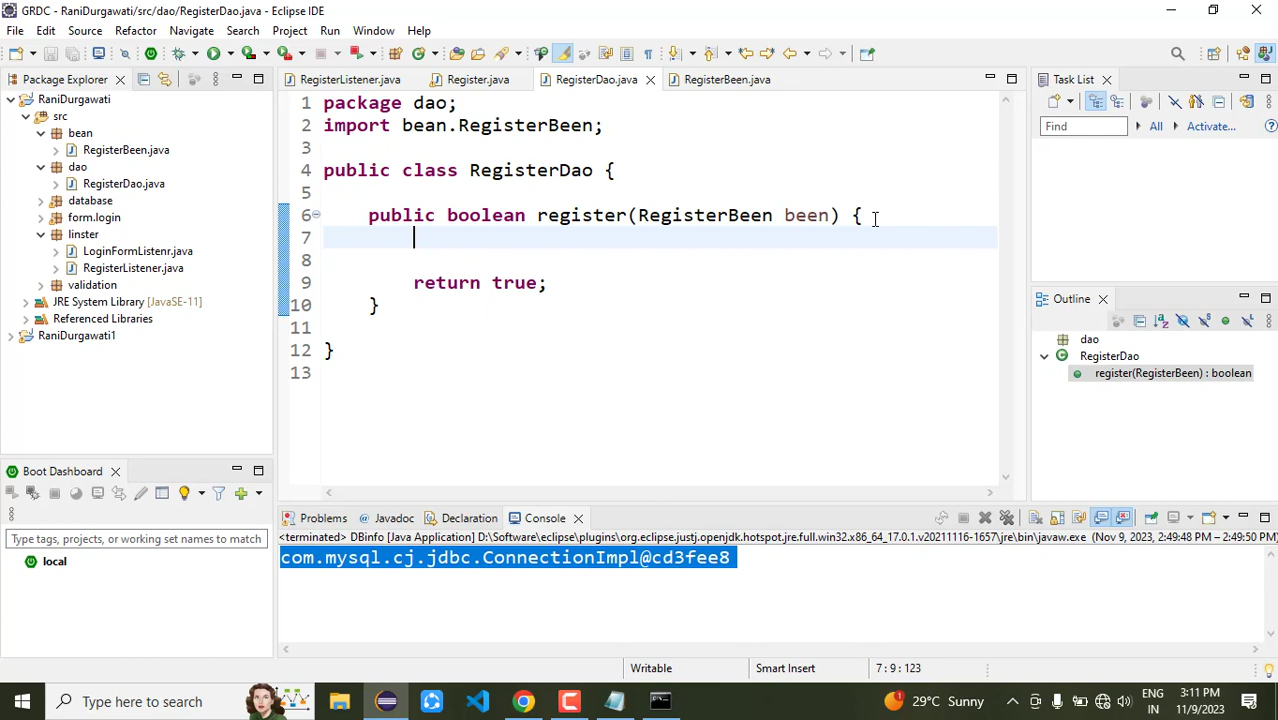 GRDC - RaniDurgawati/src/dao/RegisterDao.java - Eclipse IDE
File Edit Source Refactor Navigate Search Project Run Window Help
Package Explorer
RaniDurgawati
src
bean
RegisterBeen.java
dao
RegisterDao.java
database
form.login
linster
LoginFormListenr.java
RegisterListener.java
validation
JRE System Library [JavaSE-11]
Referenced Libraries
RaniDurgawati1
RegisterListener.java Register.java RegisterDao.java RegisterBeen.java
1 package dao;
2 import bean.RegisterBeen;
3
4 public class RegisterDao {
5
6 public boolean register(RegisterBeen been) {
7
8
9 return true;
10 }
11
12 }
13
Task List
Find All Activate...
Outline
dao
RegisterDao
register(RegisterBeen) : boolean
Boot Dashboard
Type tags, projects, or working set names to match
local
Problems Javadoc Declaration Console
<terminated> DBinfo [Java Application] D:\Software\eclipse\plugins\org.eclipse.justj.openjdk.hotspot.jre.full.win32.x86_64_17.0.1.v20211116-1657\jre\bin\javaw.exe (Nov 9, 2023, 2:49:48 PM – 2:49:50 PM)
com.mysql.cj.jdbc.ConnectionImpl@cd3fee8
Writable Smart Insert 7 : 9 : 123
Type here to search
29°C Sunny
ENG
IN
3:11 PM
11/9/2023